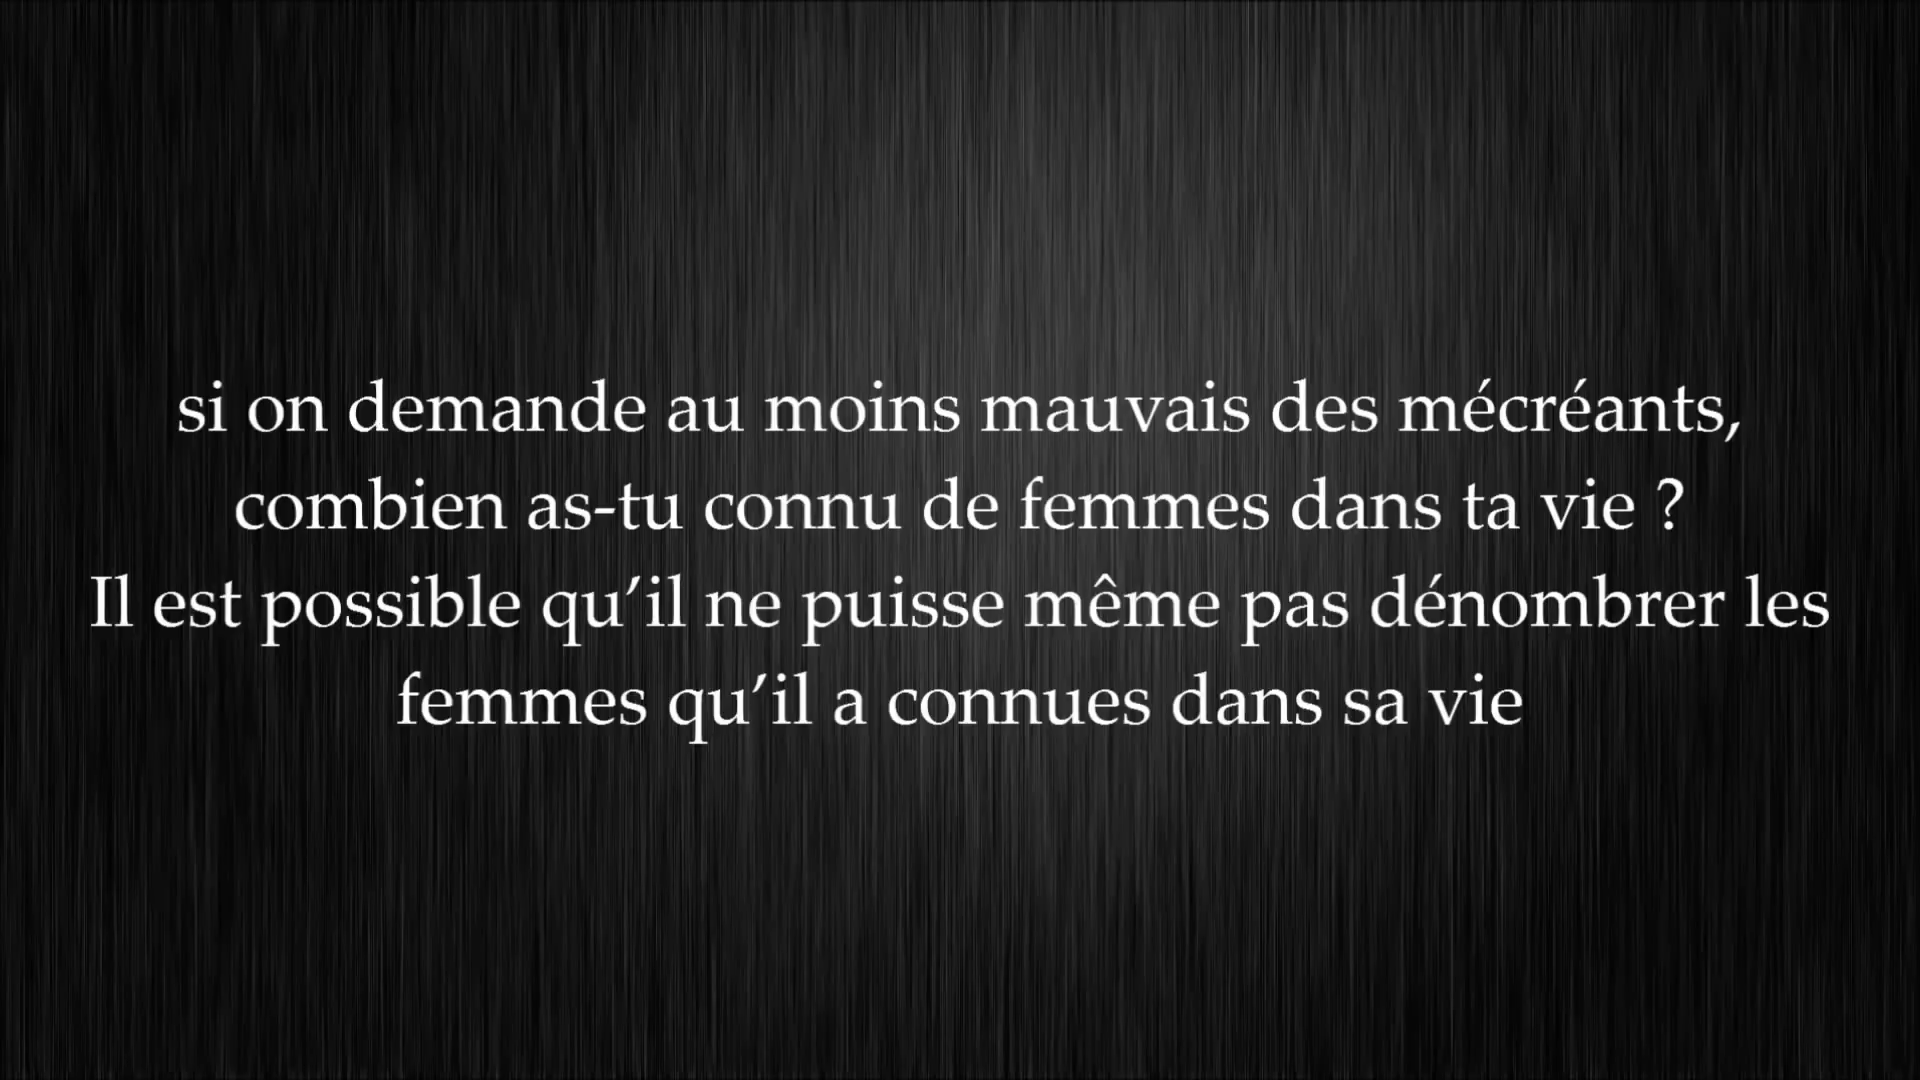 si on demande au moins mauvais des mécréants,
combien as-tu connu de femmes dans ta vie ?
Il est possible qu’il ne puisse même pas dénombrer les
femmes qu’il a connues dans sa vie